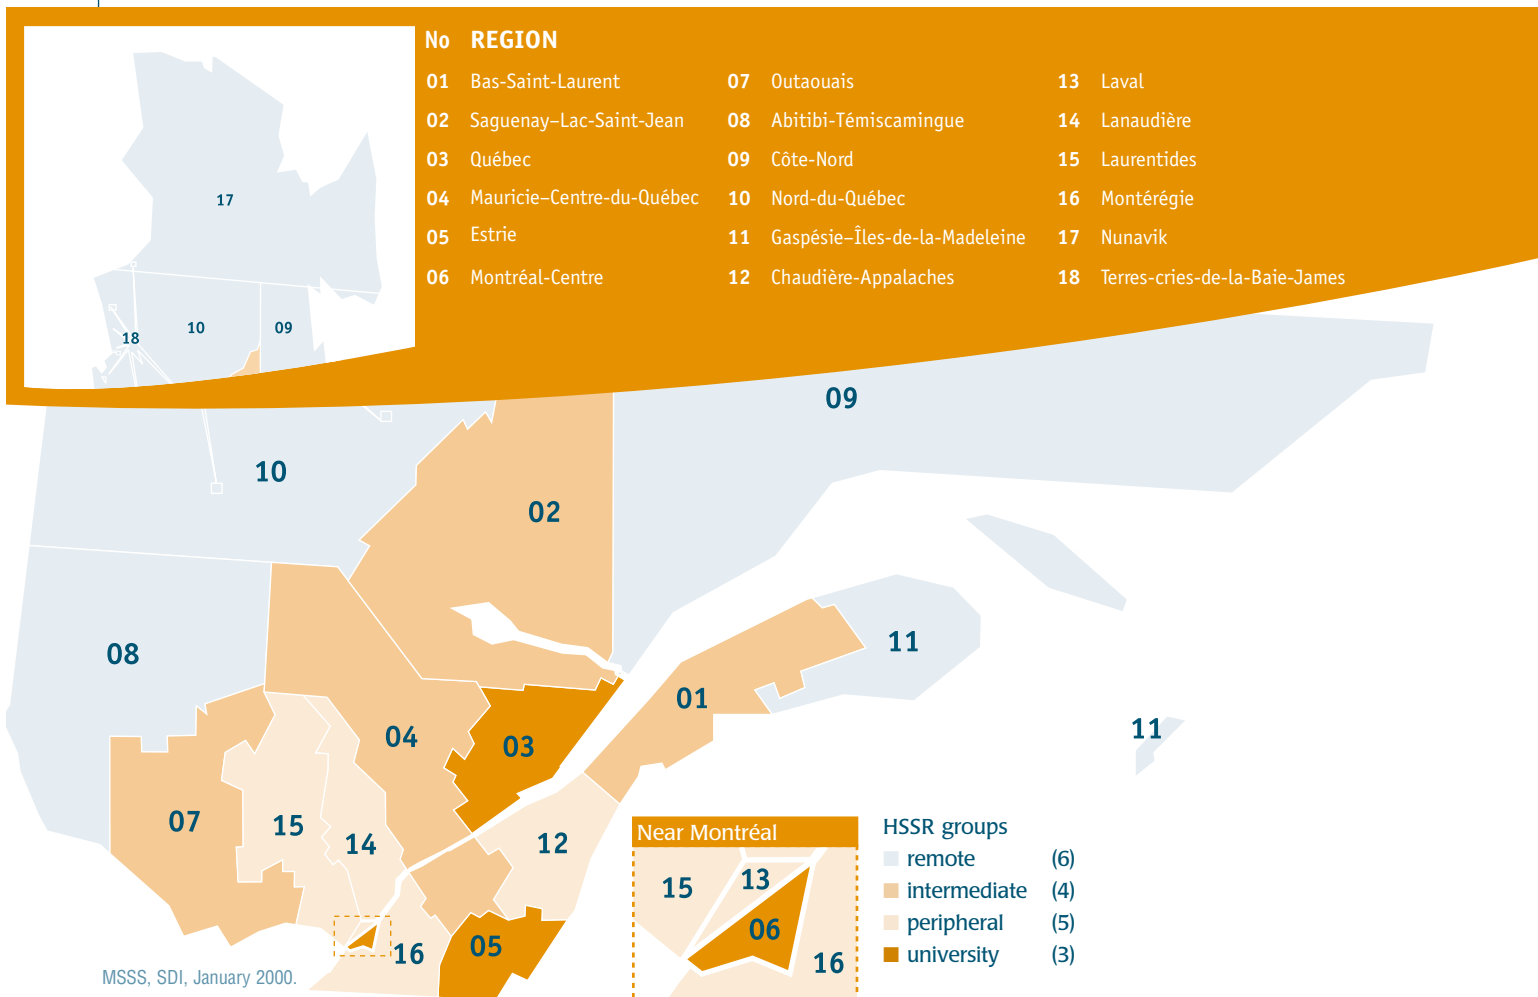 No REGION
01 Bas-Saint-Laurent 07 Outaouais 13 Laval
02 Saguenay–Lac-Saint-Jean 08 Abitibi-Témiscamingue 14 Lanaudière
03 Québec 09 Côte-Nord 15 Laurentides
04 Mauricie–Centre-du-Québec 10 Nord-du-Québec 16 Montérégie
05 Estrie 11 Gaspésie–Îles-de-la-Madeleine 17 Nunavik
06 Montréal-Centre 12 Chaudière-Appalaches 18 Terres-cries-de-la-Baie-James
17
10 09
18
09
10
02
11
08
01
11
04
03
07
15
14
12
16
05
Near Montréal
15 13
06
16
HSSR groups
remote (6)
intermediate (4)
peripheral (5)
university (3)
MSSS, SDI, January 2000.